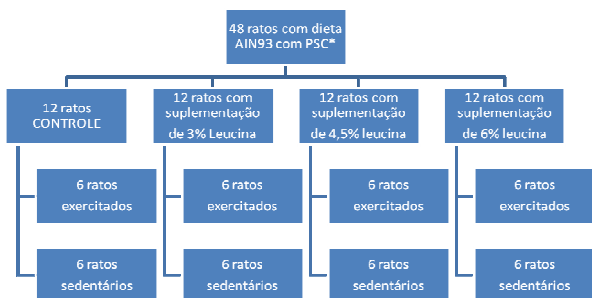 48 ratos com dieta
AIN93 com PSC*
12 ratos
CONTROLE
12 ratos com
suplementação
de 3% Leucina
12 ratos com
suplementação
de 4,5% leucina
12 ratos com
suplementação
de 6% leucina
6 ratos
exercitados
6 ratos
exercitados
6 ratos
exercitados
6 ratos
exercitados
6 ratos
sedentários
6 ratos
sedentários
6 ratos
sedentários
6 ratos
sedentários